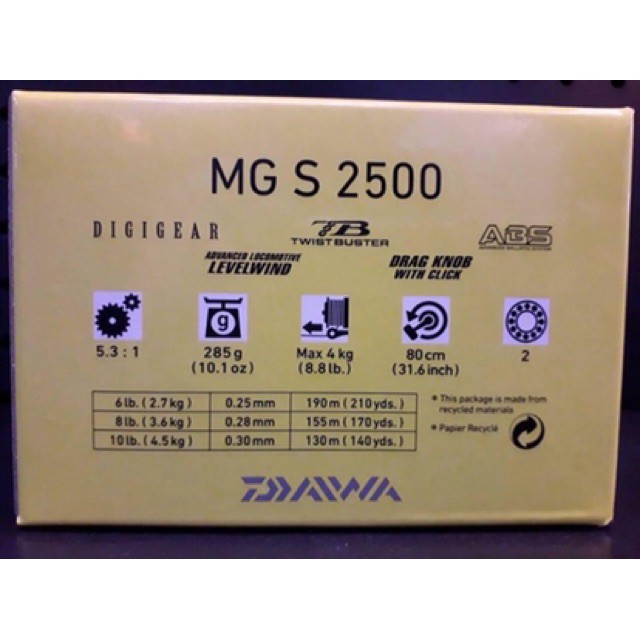 MG S 2500
DIGIGEAR
TB
TWIST BUSTER
ABS
ADVANCED LOCOMOTIVE
LEVELWIND
DRAG KNOB
WITH CLICK
g
5.3 : 1
285 g
(10.1 oz)
Max 4 kg
(8.8 lb.)
80 cm
(31.6 inch)
2
6 lb. ( 2.7 kg ) 0.25 mm 190 m ( 210 yds. )
8 lb. ( 3.6 kg ) 0.28 mm 155 m ( 170 yds. )
10 lb. ( 4.5 kg ) 0.30 mm 130 m ( 140 yds. )
* This package is made from
recycled materials
* Papier Recyclé
DAIWA